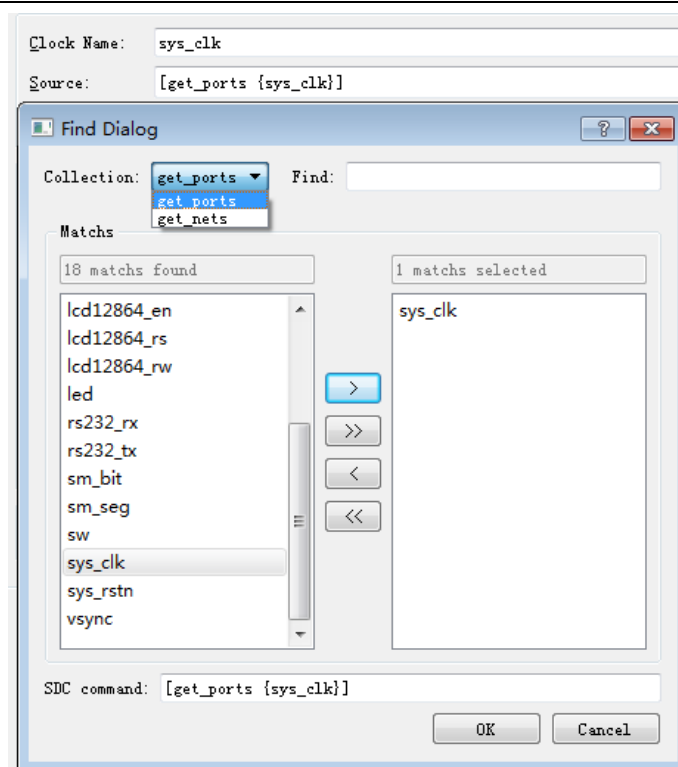 Clock Name: sys_clk
Source: [get_ports {sys_clk}]
Find Dialog
Collection: get_ports Find:
get_ports
get_nets
Matchs
18 matchs found 1 matchs selected
lcd12864_en sys_clk
lcd12864_rs
lcd12864_rw
led
>
rs232_rx
>>
rs232_tx
sm_bit
<
sm_seg
<<
sw
sys_clk
sys_rstn
vsync
SDC command: [get_ports {sys_clk}]
OK Cancel